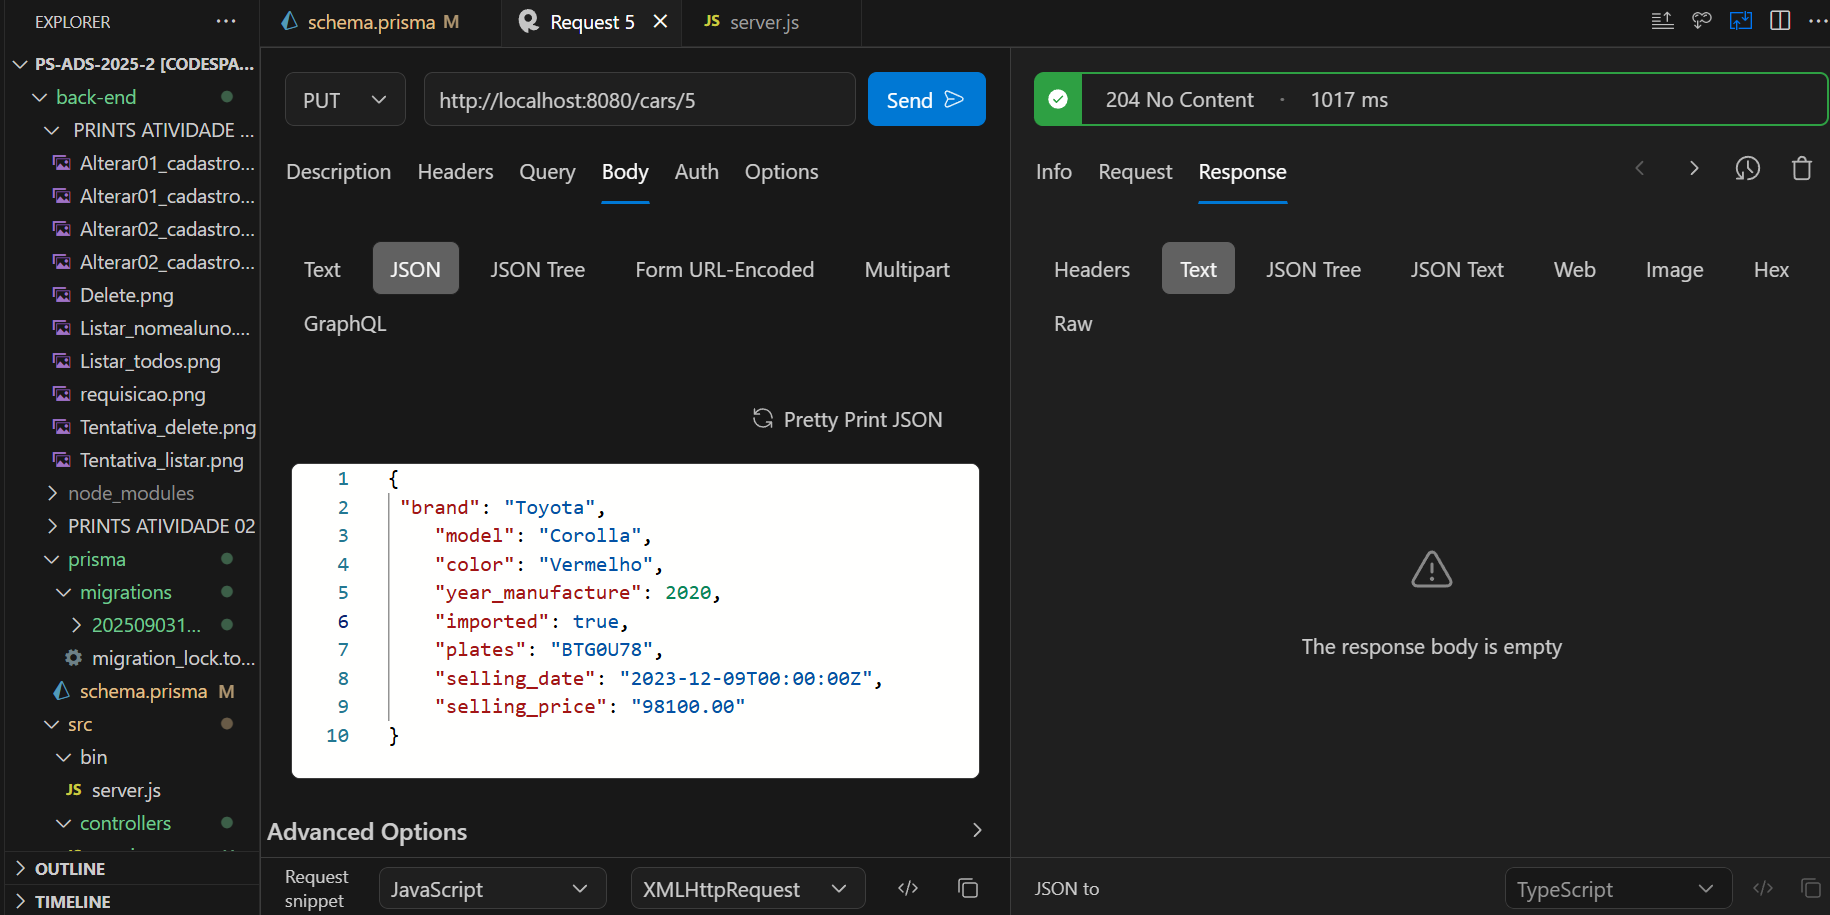 EXPLORER
PS-ADS-2025-2 [CODESPA...
back-end
PRINTS ATIVIDADE ...
Alterar01_cadastro...
Alterar01_cadastro...
Alterar02_cadastro...
Alterar02_cadastro...
Delete.png
Listar_nomealuno....
Listar_todos.png
requisicao.png
Tentativa_delete.png
Tentativa_listar.png
node_modules
PRINTS ATIVIDADE 02
prisma
migrations
202509031...
migration_lock.to...
schema.prisma M
src
bin
JS server.js
controllers
OUTLINE
TIMELINE
schema.prisma M
Request 5
JS server.js
PUT
http://localhost:8080/cars/5
Send
Description Headers Query Body Auth Options
Text JSON JSON Tree Form URL-Encoded Multipart
GraphQL
Pretty Print JSON
1 {
2 "brand": "Toyota",
3 "model": "Corolla",
4 "color": "Vermelho",
5 "year_manufacture": 2020,
6 "imported": true,
7 "plates": "BTG0U78",
8 "selling_date": "2023-12-09T00:00:00Z",
9 "selling_price": "98100.00"
10 }
Advanced Options
Request snippet
JavaScript
XMLHttpRequest
204 No Content · 1017 ms
Info Request Response
Headers Text JSON Tree JSON Text Web Image Hex
Raw
The response body is empty
JSON to
TypeScript